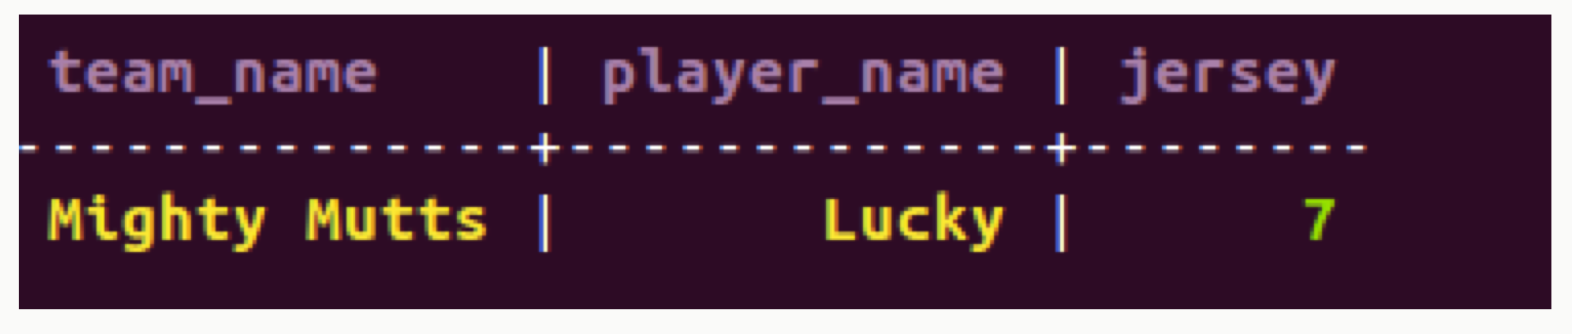 team_name    | player_name | jersey
--------------+-------------+--------
Mighty Mutts |       Lucky |      7